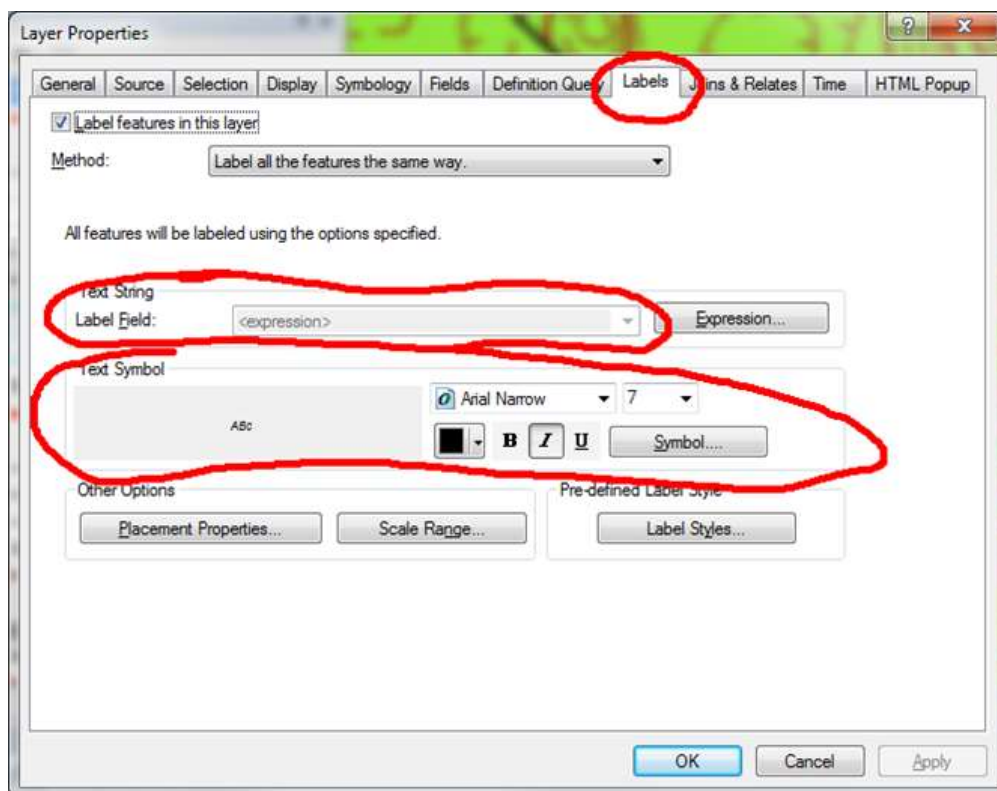 Layer Properties
General Source Selection Display Symbology Fields Definition Query Labels Joins & Relates Time HTML Popup
Label features in this layer
Method: Label all the features the same way.
All features will be labeled using the options specified.
Text String
Label Field: <expression> Expression...
Text Symbol
ABc
Arial Narrow 7
B I U Symbol....
Other Options Pre-defined Label Style
Placement Properties... Scale Range... Label Styles...
OK Cancel Apply